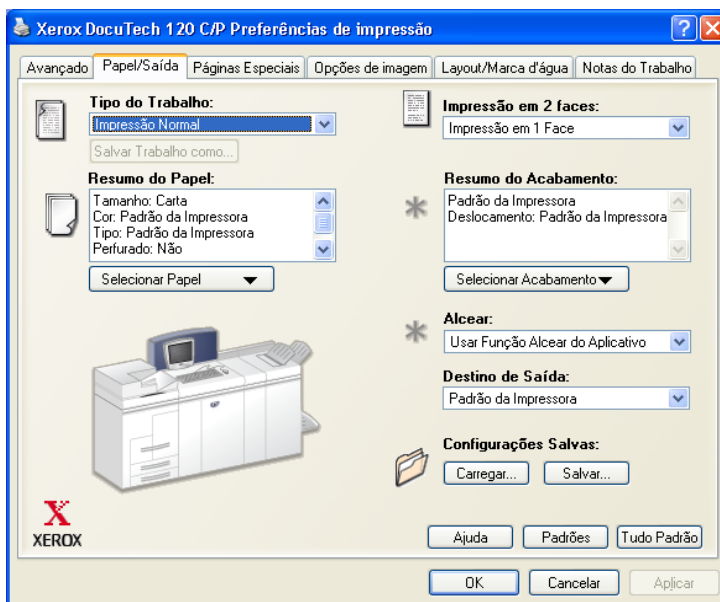 Xerox DocuTech 120 C/P Preferências de impressão
Avançado
Papel/Saída
Páginas Especiais
Opções de imagem
Layout/Marca d'água
Notas do Trabalho
Tipo do Trabalho:
Impressão Normal
Salvar Trabalho como...
Resumo do Papel:
Tamanho: Carta
Cor: Padrão da Impressora
Tipo: Padrão da Impressora
Perfurado: Não
Selecionar Papel
Impressão em 2 faces:
Impressão em 1 Face
Resumo do Acabamento:
Padrão da Impressora
Deslocamento: Padrão da Impressora
Selecionar Acabamento
Alcear:
Usar Função Alcear do Aplicativo
Destino de Saída:
Padrão da Impressora
Configurações Salvas:
Carregar...
Salvar...
X
XEROX
Ajuda
Padrões
Tudo Padrão
OK
Cancelar
Aplicar